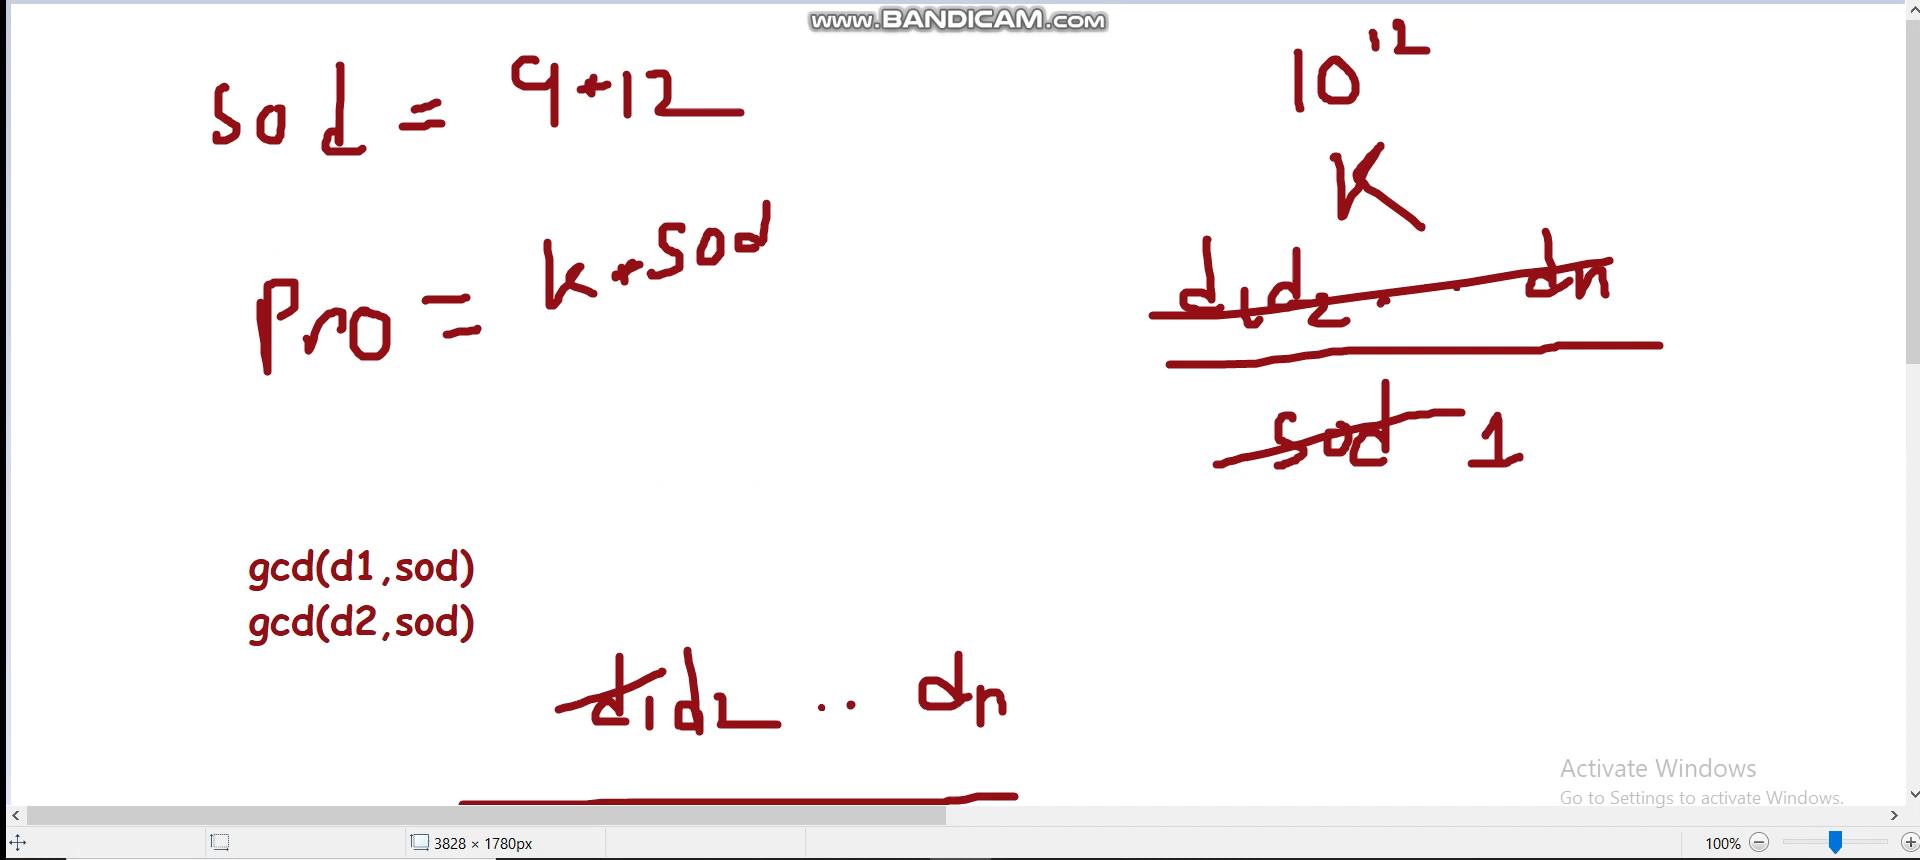 www.BANDICAM.com
sod = 9*12
10^12
K
Pro = k*sod
d1d2 . . dn
sod 1
gcd(d1,sod)
gcd(d2,sod)
d1d2 .. dn
Activate Windows
Go to Settings to activate Windows.
3828 × 1780px
100%